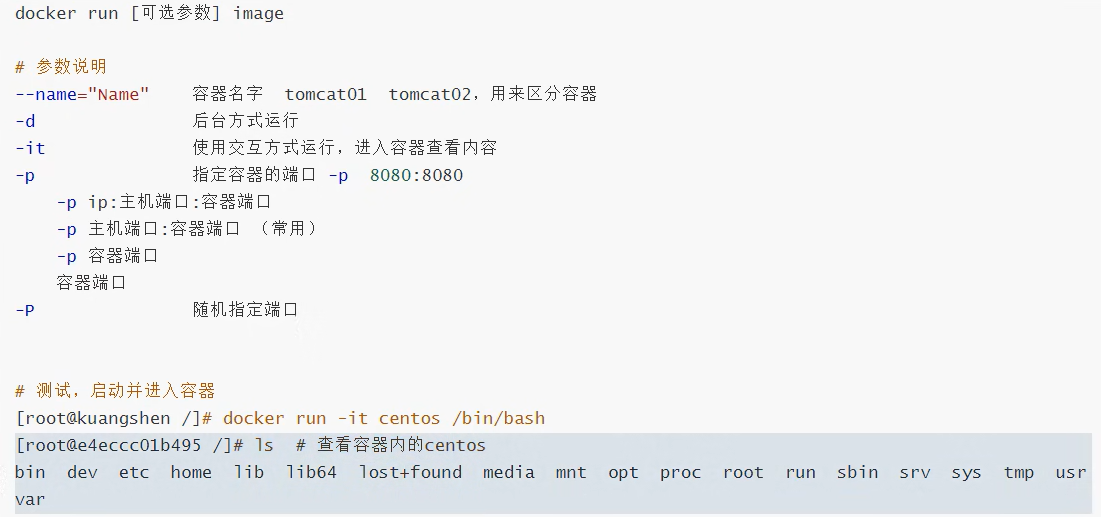 docker run [可选参数] image
# 参数说明
--name="Name" 容器名字 tomcat01 tomcat02，用来区分容器
-d 后台方式运行
-it 使用交互方式运行，进入容器查看内容
-p 指定容器的端口 -p 8080:8080
-p ip:主机端口:容器端口
-p 主机端口:容器端口 （常用）
-p 容器端口
容器端口
-P 随机指定端口
# 测试，启动并进入容器
[root@kuangshen /]# docker run -it centos /bin/bash
[root@e4eccc01b495 /]# ls # 查看容器内的centos
bin dev etc home lib lib64 lost+found media mnt opt proc root run sbin srv sys tmp usr
var